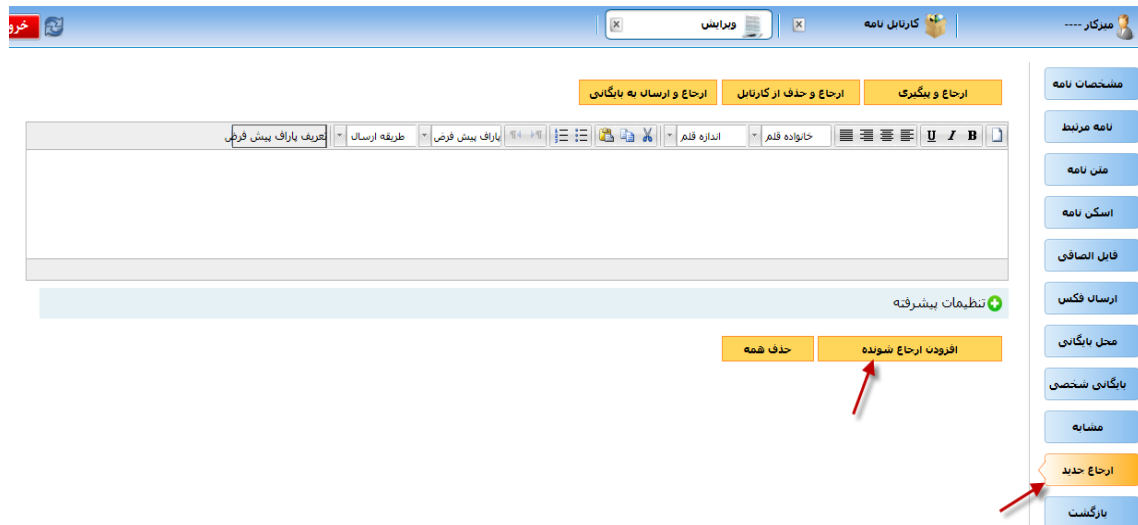 میزکار ----
کارتابل نامه
ویرایش
مشخصات نامه
نامه مرتبط
متن نامه
اسکن نامه
فایل الصاقی
ارسال فکس
محل بایگانی
بایگانی شخصی
مشابه
ارجاع جدید
بازگشت
ارجاع و پیگیری
ارجاع و حذف از کارتابل
ارجاع و ارسال به بایگانی
B I U
خانواده قلم
اندازه قلم
پاراف پیش فرض
طریقه ارسال
تعریف پاراف پیش فرض
تنظیمات پیشرفته
افزودن ارجاع شونده
حذف همه